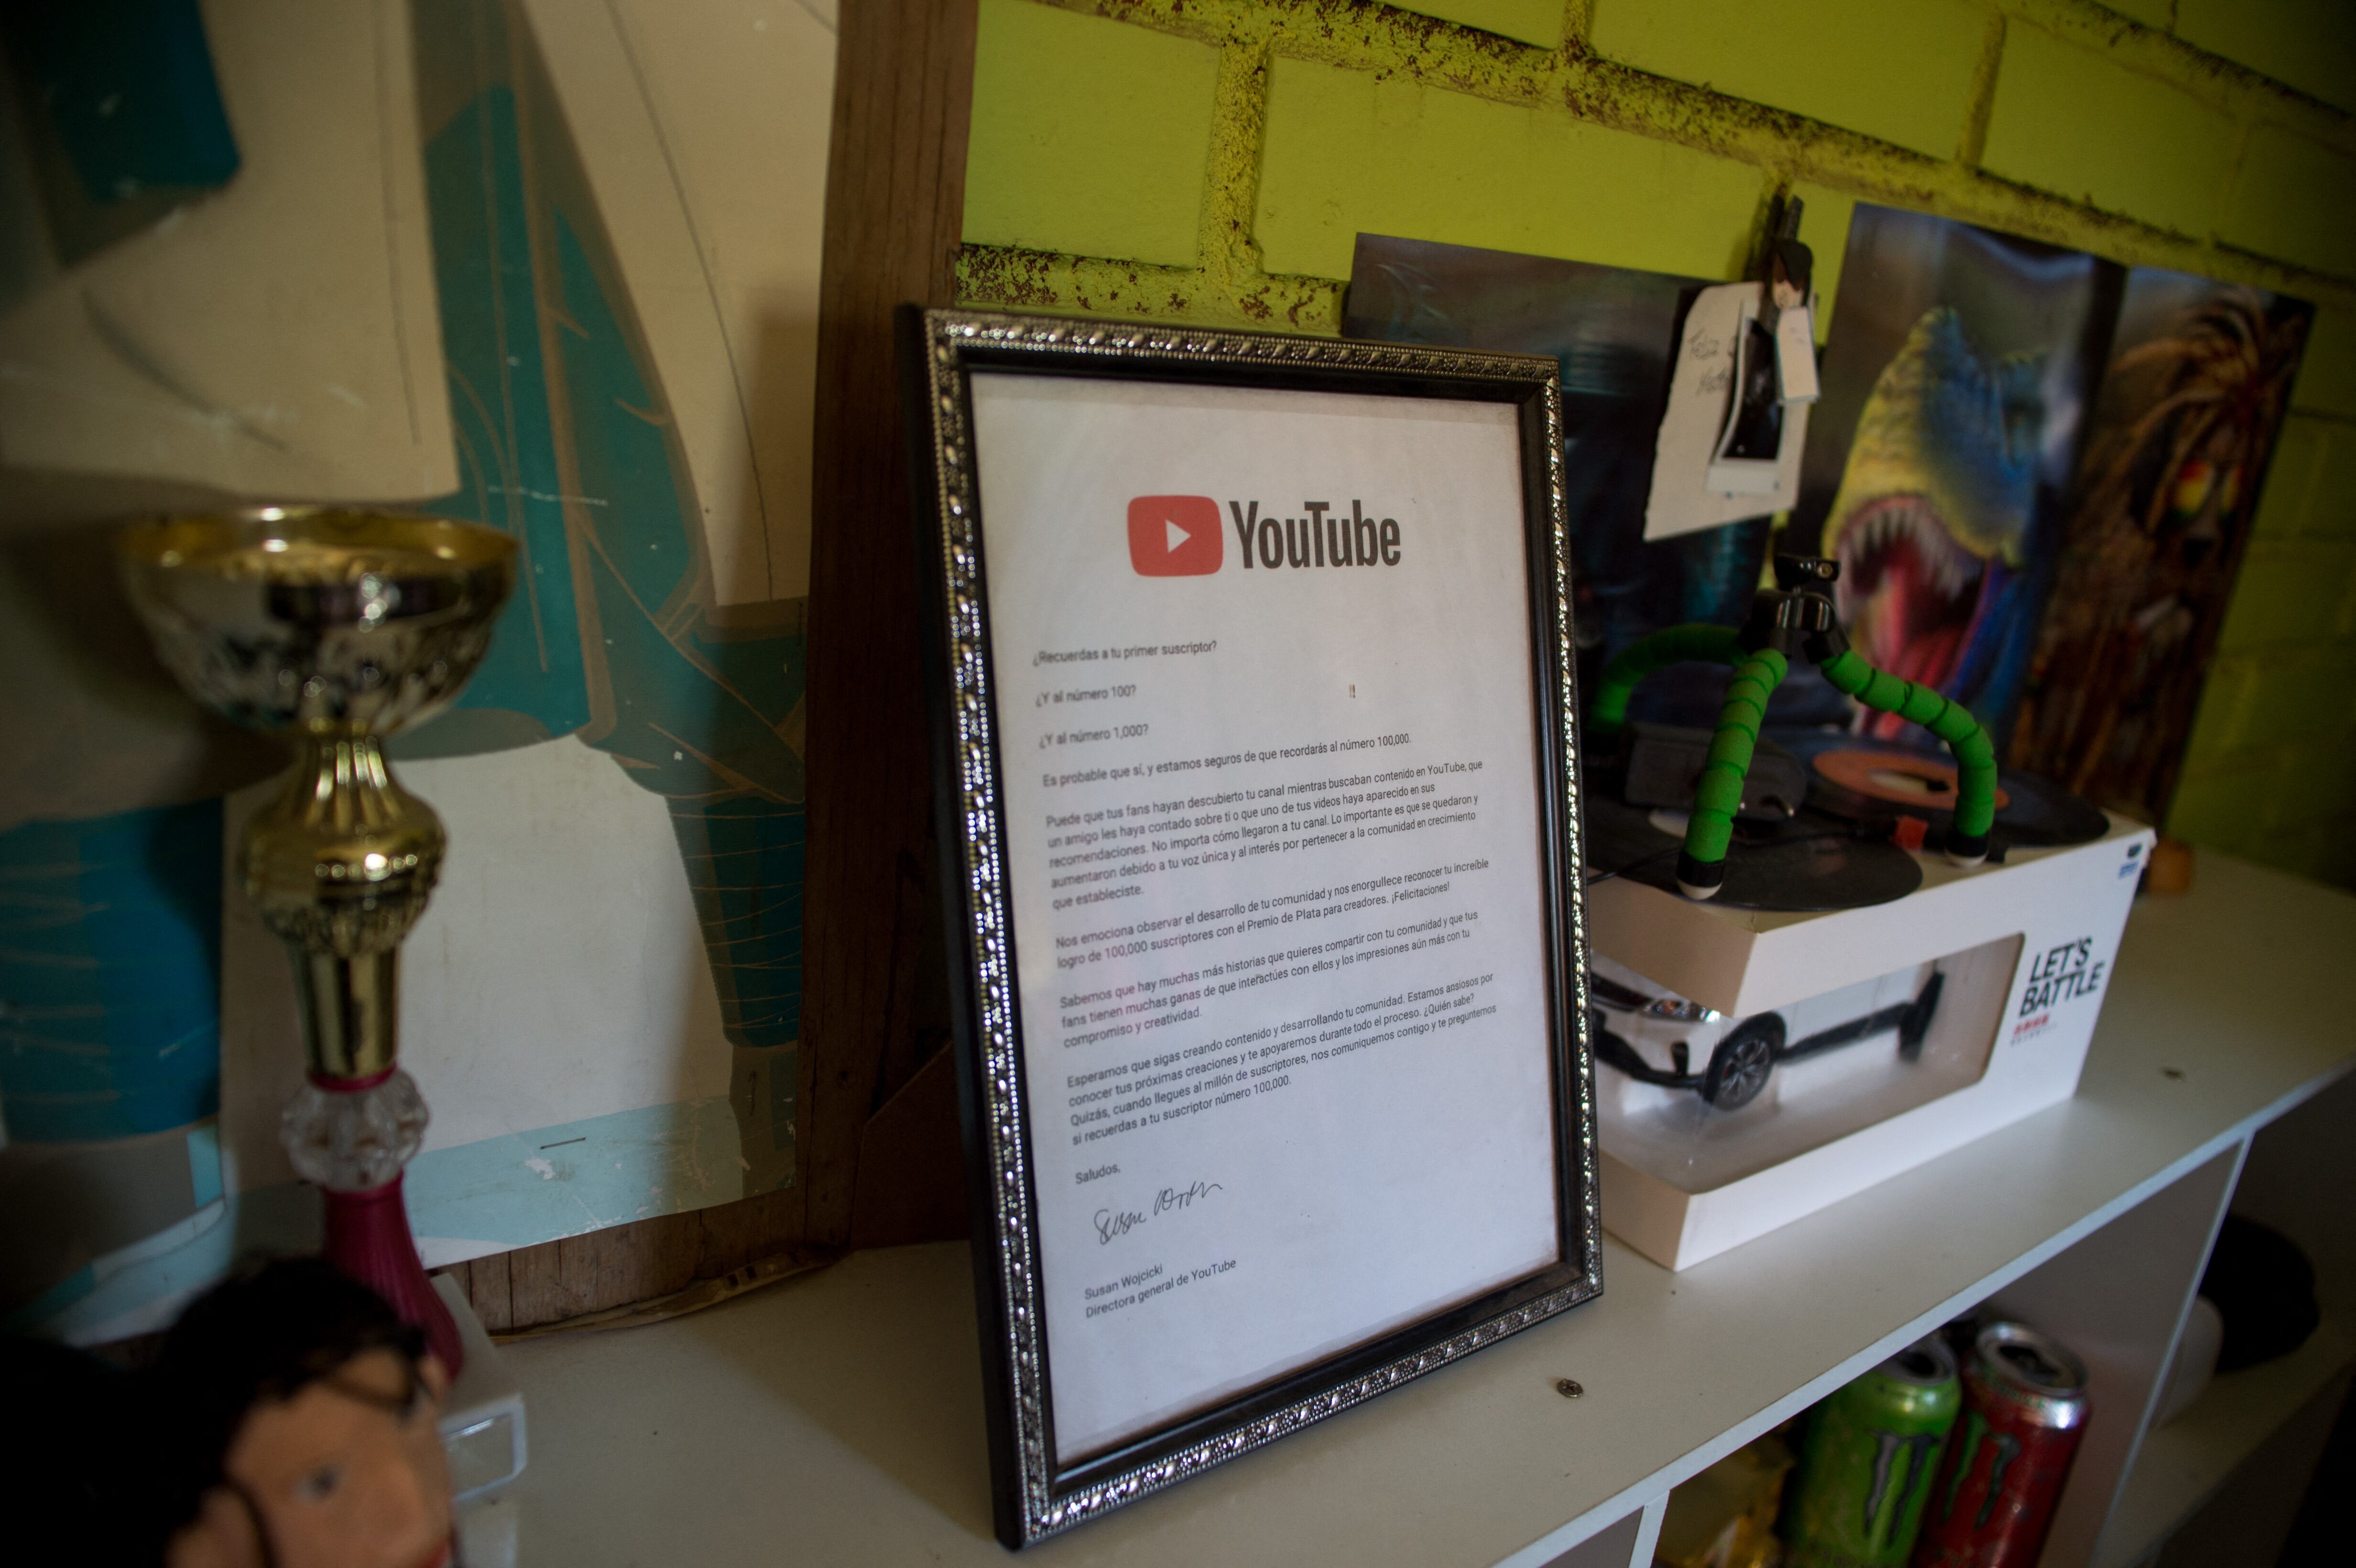 YouTube
¿Recuerdas a tu primer suscriptor?
¿Y al número 100?
¿Y al número 1,000?
Es probable que sí, y estamos seguros de que recordarás al número 100,000.
Puede que tus fans hayan descubierto tu canal mientras buscaban contenido en YouTube, que
un amigo les haya contado sobre ti o que uno de tus videos haya aparecido en sus
recomendaciones. No importa cómo llegaron a tu canal. Lo importante es que se quedaron y
aumentaron debido a tu voz única y al interés por pertenecer a la comunidad en crecimiento
que estableciste.
Nos emociona observar el desarrollo de tu comunidad y nos enorgullece reconocer tu increíble
logro de 100,000 suscriptores con el Premio de Plata para creadores. ¡Felicitaciones!
Sabemos que hay muchas más historias que quieres compartir con tu comunidad y que tus
fans tienen muchas ganas de que interactúes con ellos y los impresiones aún más con tu
compromiso y creatividad.
Esperamos que sigas creando contenido y desarrollando tu comunidad. Estamos ansiosos por
conocer tus próximas creaciones y te apoyaremos durante todo el proceso. ¿Quién sabe?
Quizás, cuando llegues al millón de suscriptores, nos comuniquemos contigo y te preguntemos
si recuerdas a tu suscriptor número 100,000.
Saludos,
Susan Wojcicki
Directora general de YouTube
LET'S
BATTLE